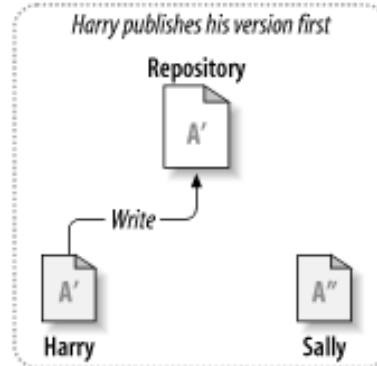 Harry publishes his version first
Repository
A′
Write
A′
A″
Harry
Sally